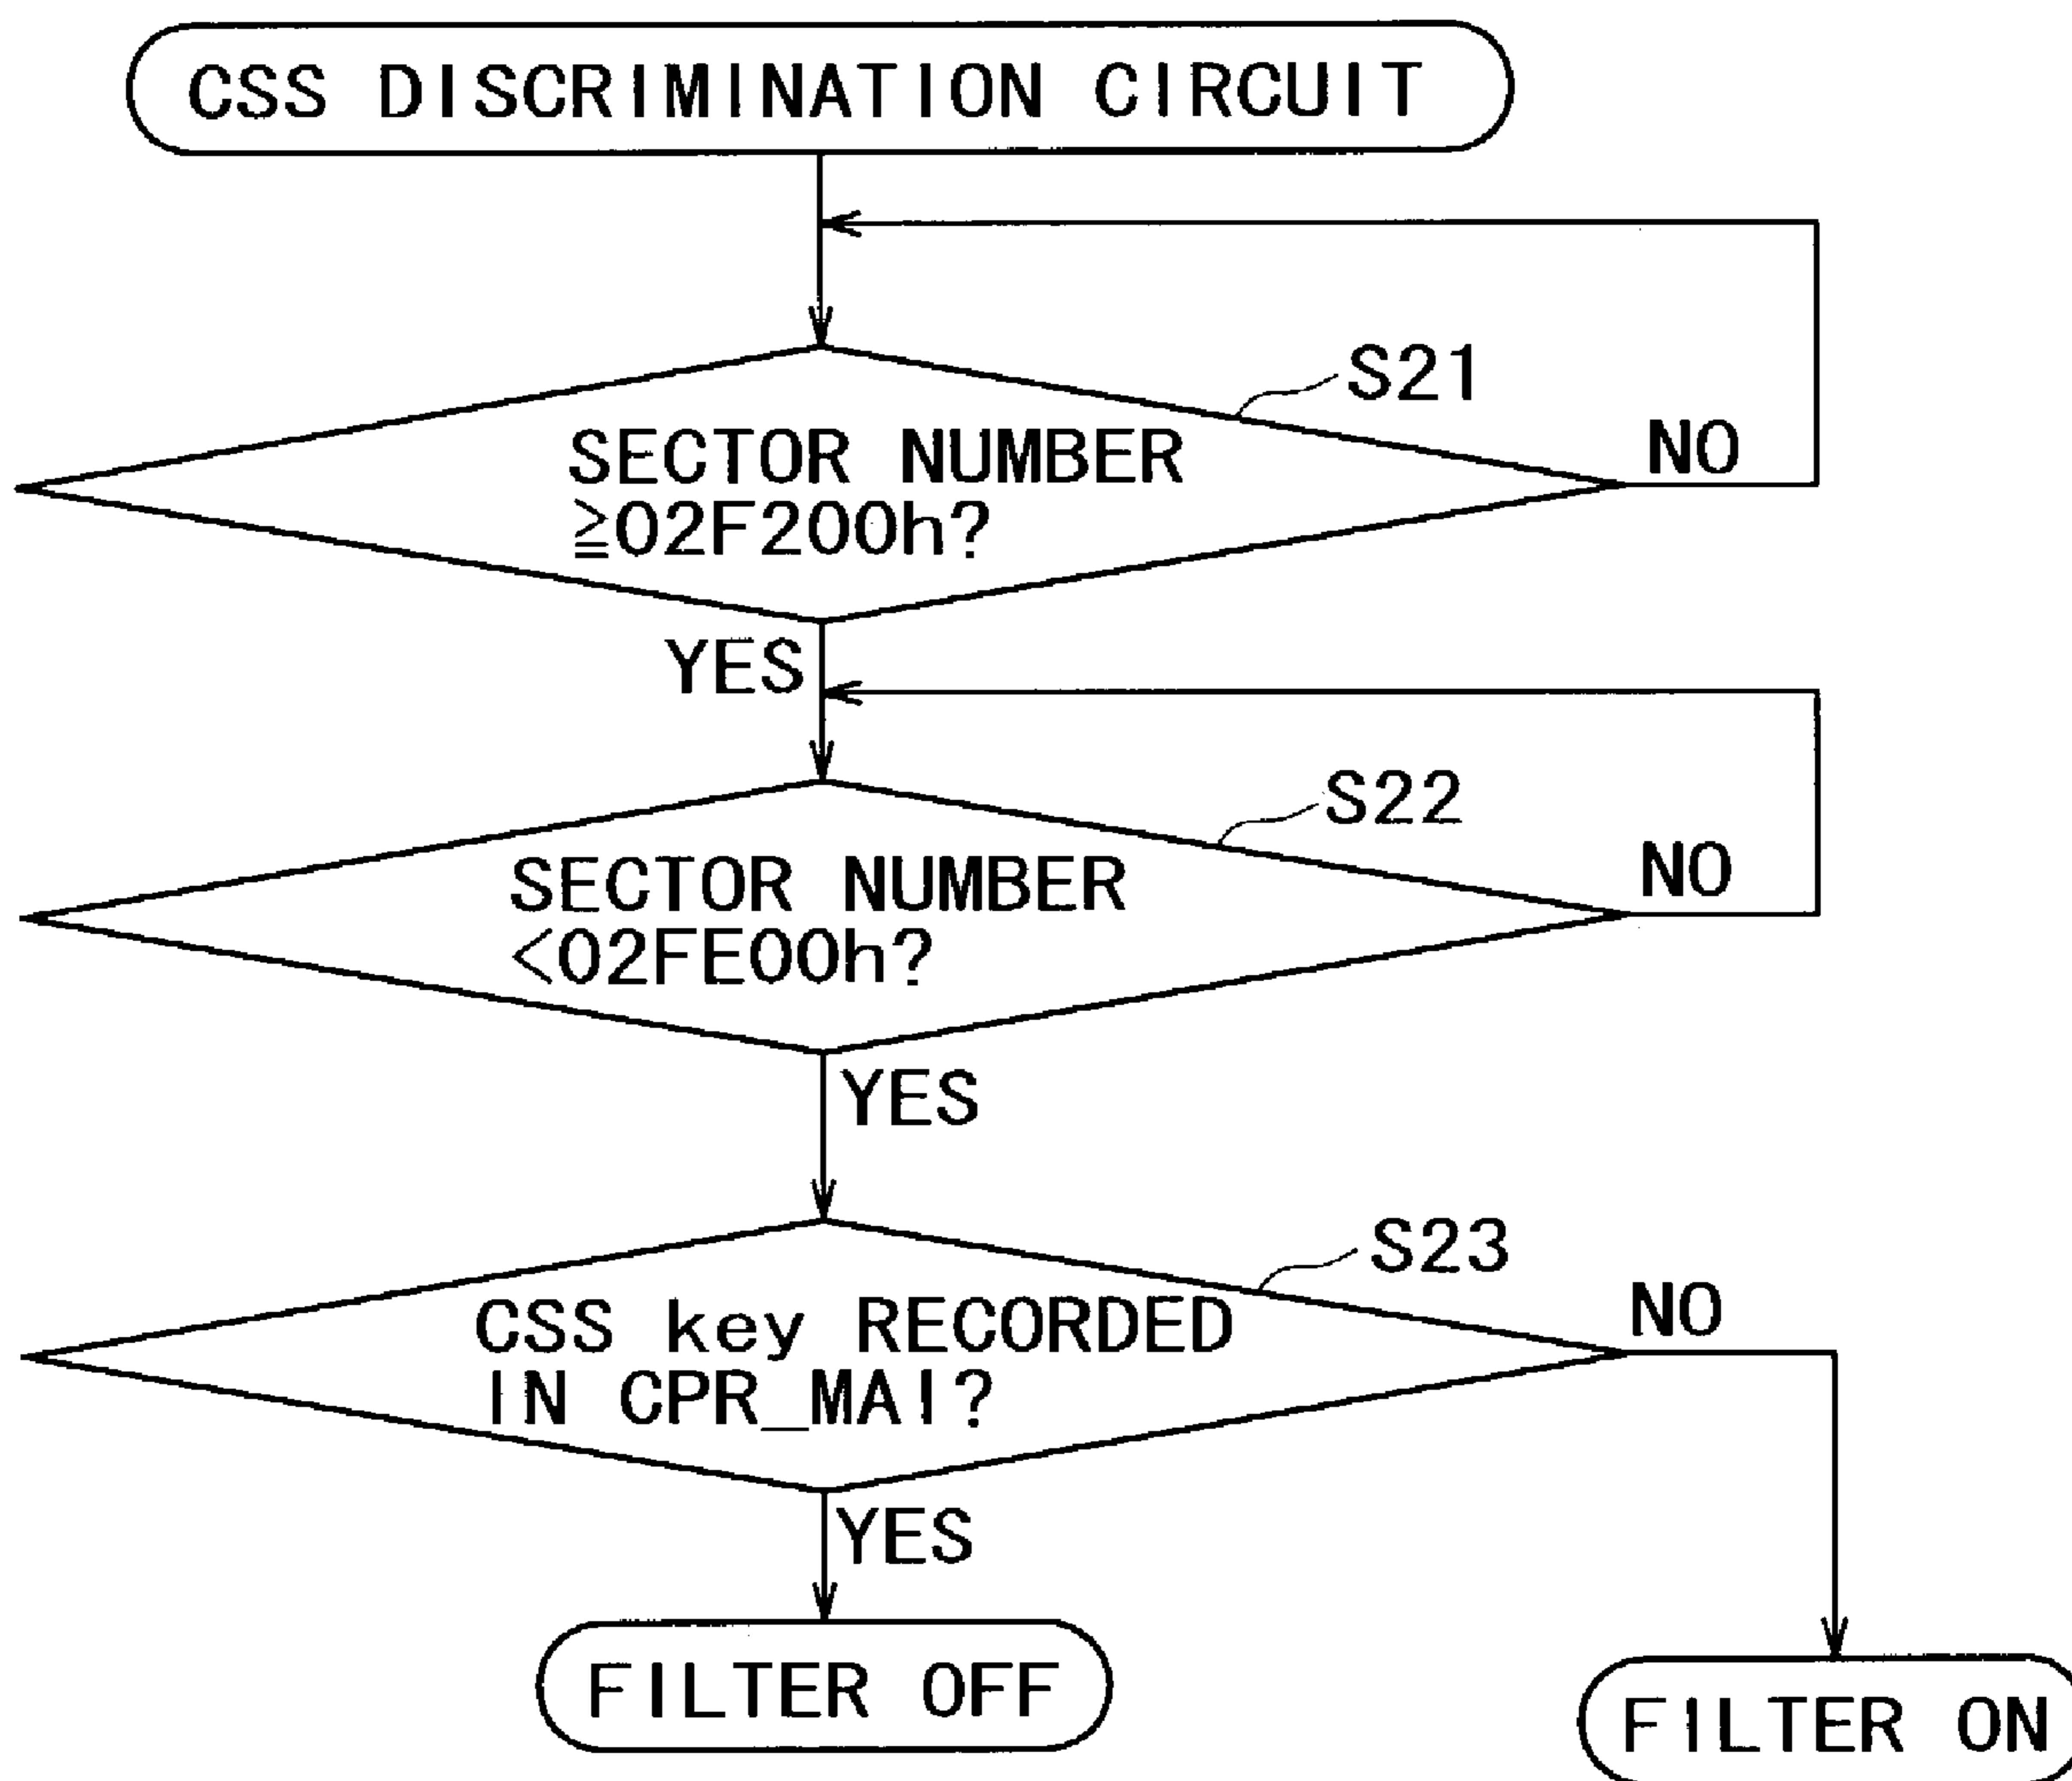 CSS DISCRIMINATION CIRCUIT
S21
SECTOR NUMBER
≧02F200h?
NO
YES
S22
SECTOR NUMBER
<02FE00h?
NO
YES
S23
CSS key RECORDED
IN CPR_MAI?
NO
YES
FILTER OFF
FILTER ON